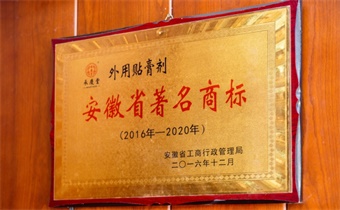 外用贴膏剂
安徽省著名商标
(2016年—2020年)
安徽省工商行政管理局
二〇一六年十二月